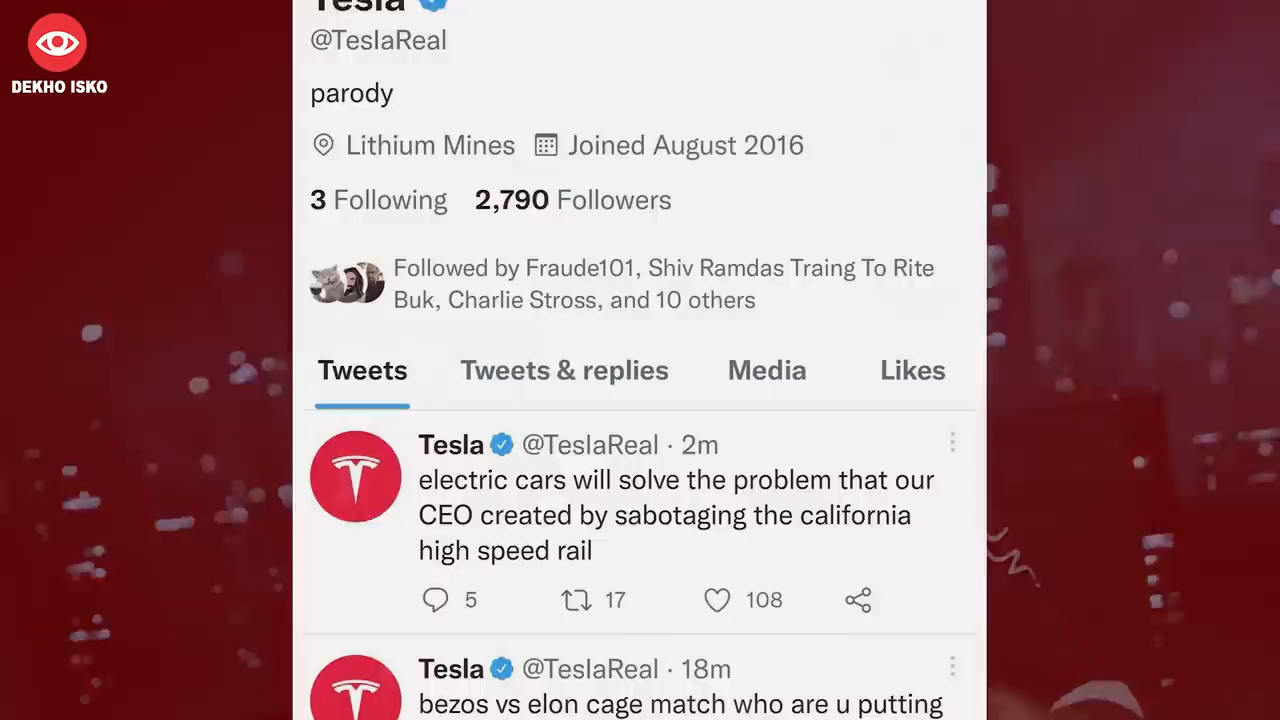 DEKHO ISKO
Tesla
@TeslaReal
parody
Lithium Mines Joined August 2016
3 Following 2,790 Followers
Followed by Fraude101, Shiv Ramdas Traing To Rite
Buk, Charlie Stross, and 10 others
Tweets Tweets & replies Media Likes
Tesla @TeslaReal · 2m
electric cars will solve the problem that our
CEO created by sabotaging the california
high speed rail
5 17 108
Tesla @TeslaReal · 18m
bezos vs elon cage match who are u putting